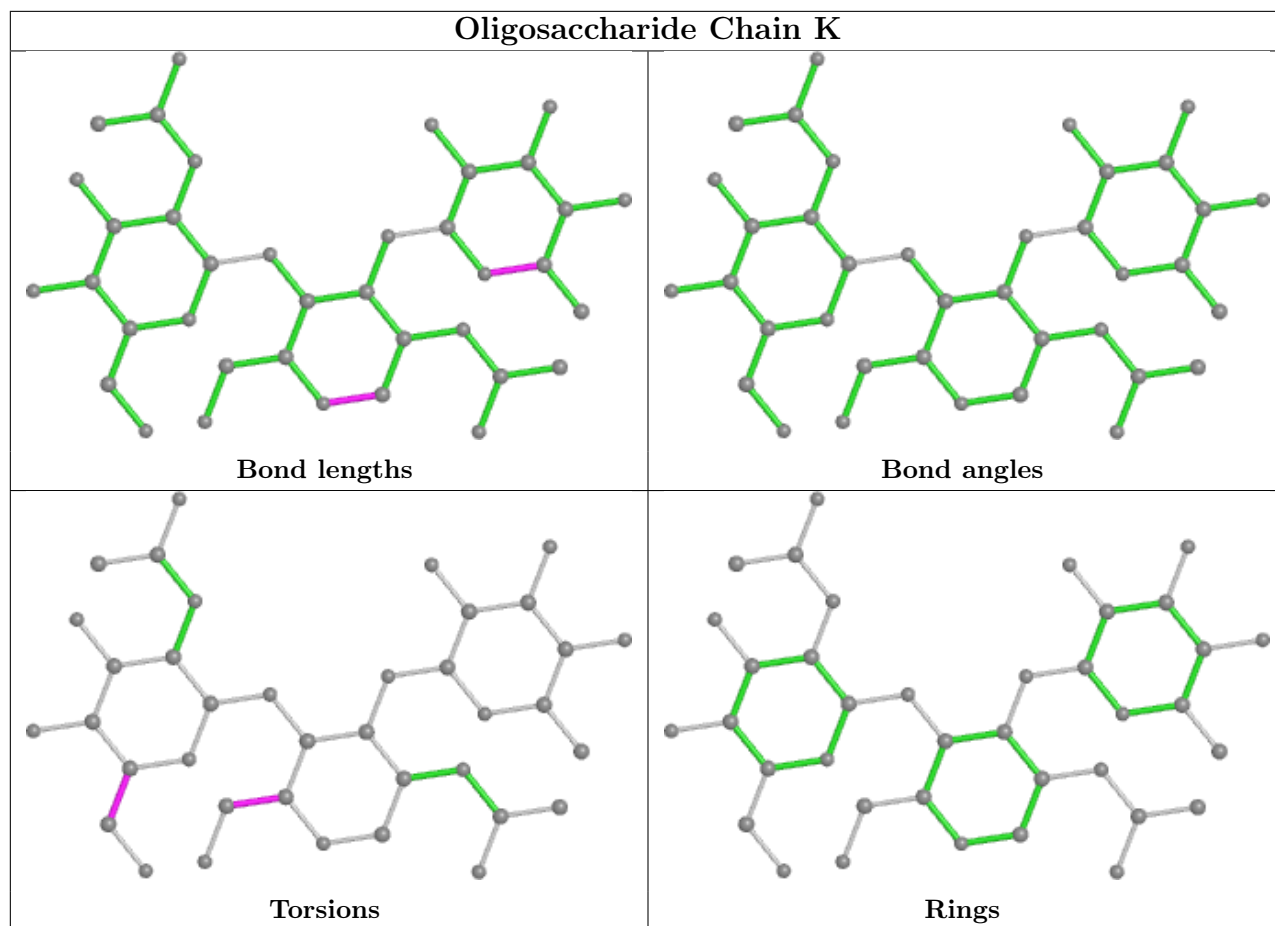 Oligosaccharide Chain K
Bond lengths
Bond angles
Torsions
Rings